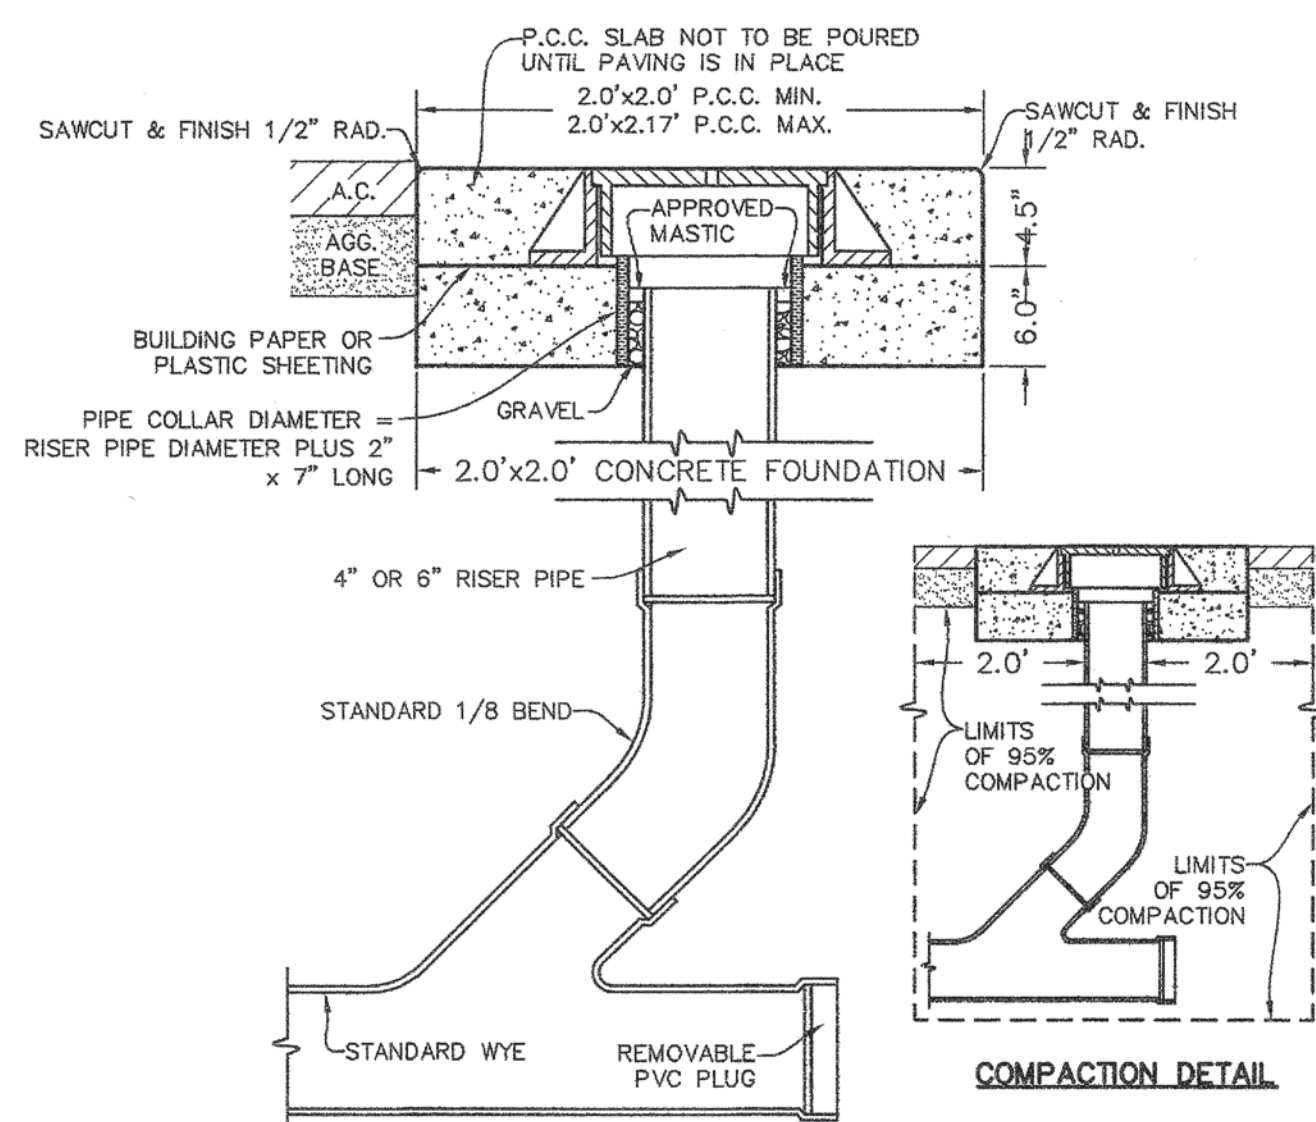 P.C.C. SLAB NOT TO BE POURED
UNTIL PAVING IS IN PLACE
2.0'x2.0' P.C.C. MIN.
2.0'x2.17' P.C.C. MAX.
SAWCUT & FINISH 1/2" RAD.
SAWCUT & FINISH
1/2" RAD.
A.C.
AGG.
BASE
APPROVED
MASTIC
4.5"
6.0"
BUILDING PAPER OR
PLASTIC SHEETING
PIPE COLLAR DIAMETER =
RISER PIPE DIAMETER PLUS 2"
x 7" LONG
GRAVEL
2.0'x2.0' CONCRETE FOUNDATION
4" OR 6" RISER PIPE
STANDARD 1/8 BEND
STANDARD WYE
REMOVABLE
PVC PLUG
2.0'
2.0'
LIMITS
OF 95%
COMPACTION
LIMITS
OF 95%
COMPACTION
COMPACTION DETAIL